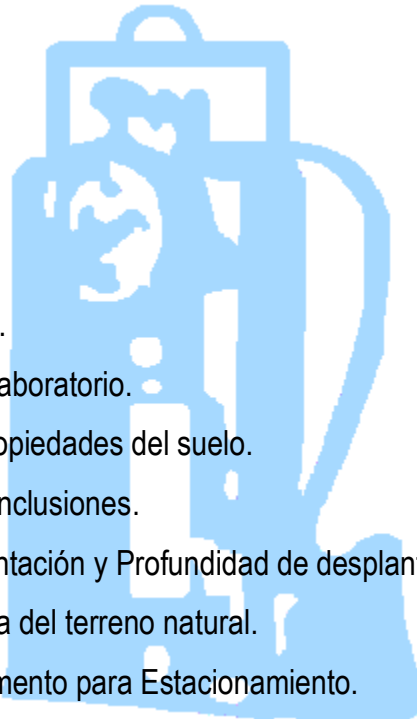 .
aboratorio.
opiedades del suelo.
nclusiones.
ntación y Profundidad de desplant
a del terreno natural.
mento para Estacionamiento.